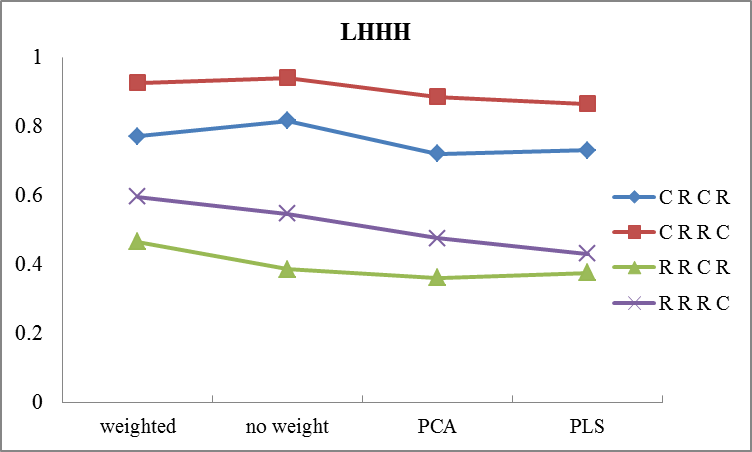 LHHH
1
0.8
0.6
0.4
0.2
0
weighted no weight PCA PLS
C R C R
C R R C
R R C R
R R R C